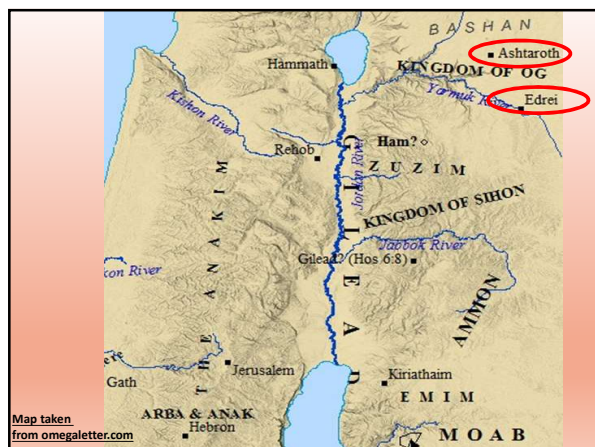 BASHAN
Ashtaroth
Hammath
KINGDOM OF OG
Yarmuk River
Edrei
Kishon River
Ham?
Rehob
ZUZIM
Jordan River
GILEAD
THE ANAKIM
KINGDOM OF SIHON
Jabbok River
Gilead? (Hos 6:8)
kon River
AMMON
ere
Jerusalem
Gath
Kiriathaim
EMIM
ARBA & ANAK
Hebron
MOAB
Map taken
from omegaletter.com